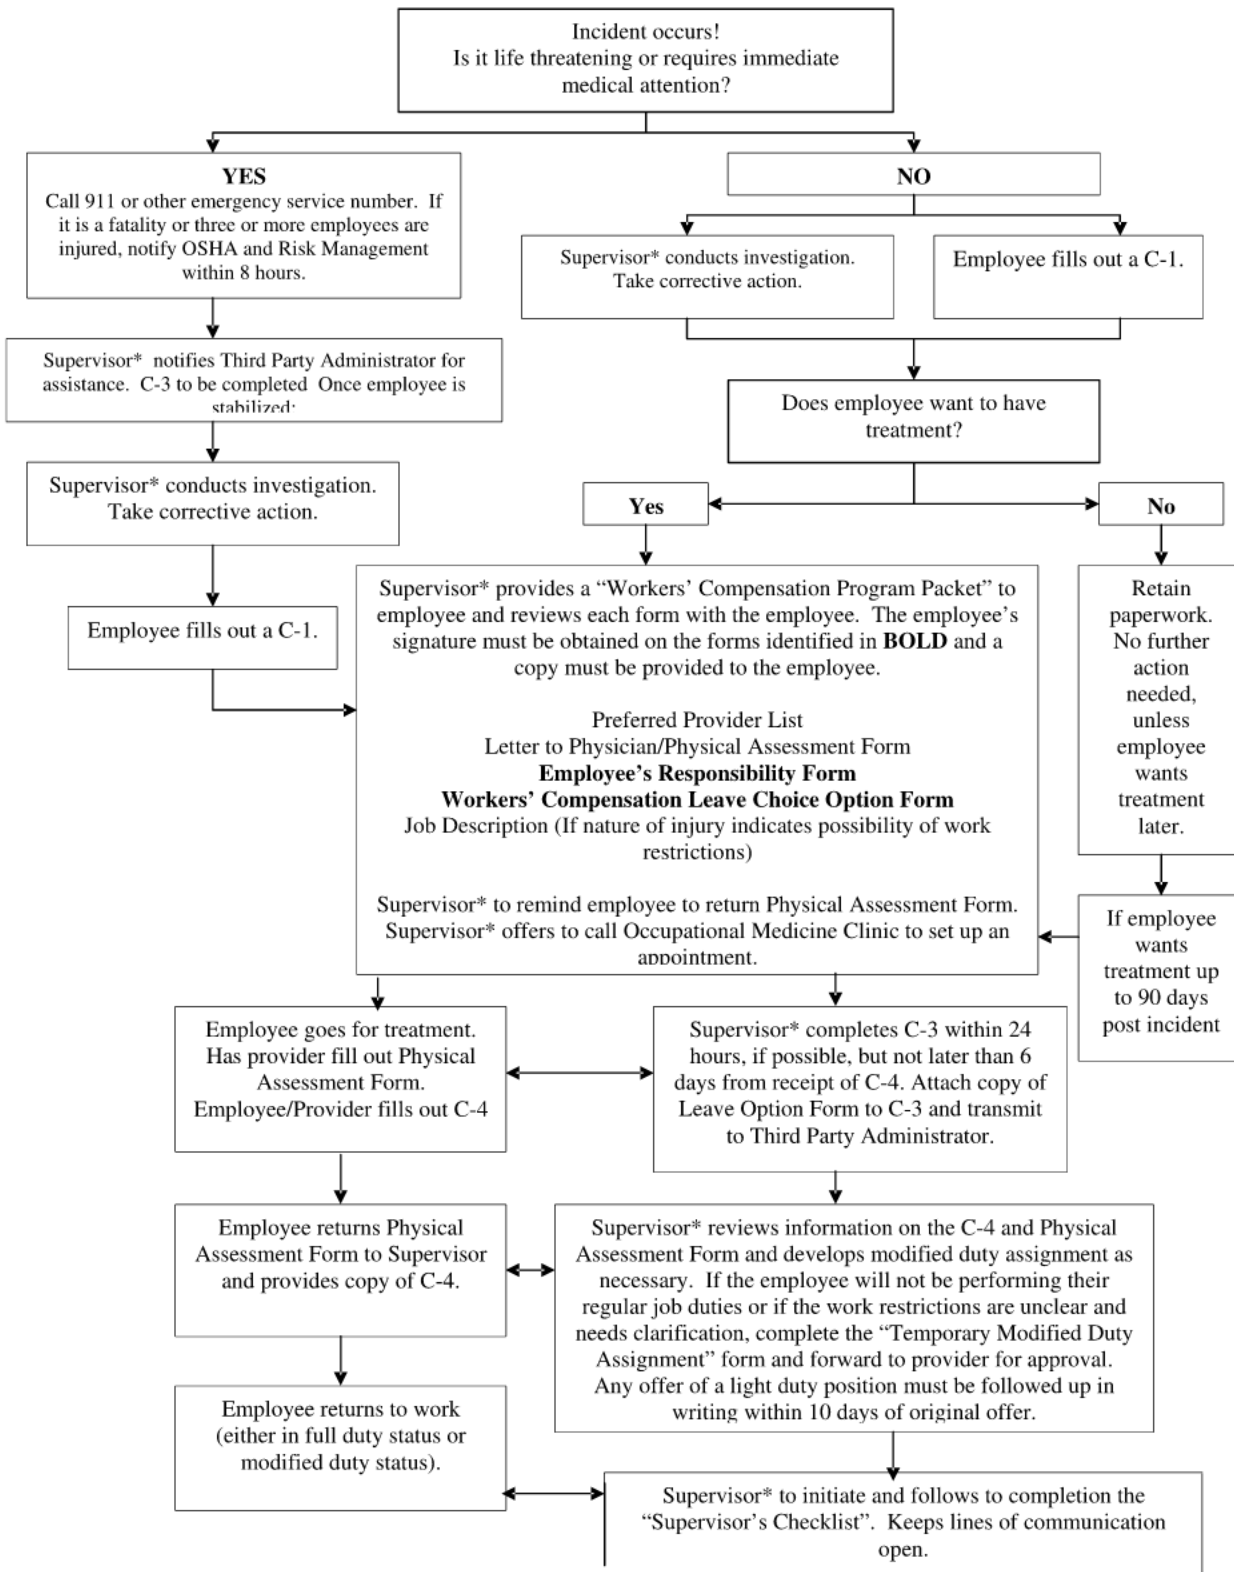 Incident occurs!
Is it life threatening or requires immediate
medical attention?
YES
Call 911 or other emergency service number.  If
it is a fatality or three or more employees are
injured, notify OSHA and Risk Management
within 8 hours.
NO
Supervisor* conducts investigation.
Take corrective action.
Employee fills out a C-1.
Supervisor*  notifies Third Party Administrator for
assistance.  C-3 to be completed  Once employee is
stabilized:
Does employee want to have
treatment?
Supervisor* conducts investigation.
Take corrective action.
Yes
No
Employee fills out a C-1.
Supervisor* provides a “Workers’ Compensation Program Packet” to
employee and reviews each form with the employee.  The employee’s
signature must be obtained on the forms identified in BOLD and a
copy must be provided to the employee.
Preferred Provider List
Letter to Physician/Physical Assessment Form
Employee’s Responsibility Form
Workers’ Compensation Leave Choice Option Form
Job Description (If nature of injury indicates possibility of work
restrictions)
Supervisor* to remind employee to return Physical Assessment Form.
Supervisor* offers to call Occupational Medicine Clinic to set up an
appointment.
Retain
paperwork.
No further
action
needed,
unless
employee
wants
treatment
later.
If employee
wants
treatment up
to 90 days
post incident
Employee goes for treatment.
Has provider fill out Physical
Assessment Form.
Employee/Provider fills out C-4
Supervisor* completes C-3 within 24
hours, if possible, but not later than 6
days from receipt of C-4. Attach copy of
Leave Option Form to C-3 and transmit
to Third Party Administrator.
Employee returns Physical
Assessment Form to Supervisor
and provides copy of C-4.
Supervisor* reviews information on the C-4 and Physical
Assessment Form and develops modified duty assignment as
necessary.  If the employee will not be performing their
regular job duties or if the work restrictions are unclear and
needs clarification, complete the “Temporary Modified Duty
Assignment” form and forward to provider for approval.
Any offer of a light duty position must be followed up in
writing within 10 days of original offer.
Employee returns to work
(either in full duty status or
modified duty status).
Supervisor* to initiate and follows to completion the
“Supervisor’s Checklist”.  Keeps lines of communication
open.